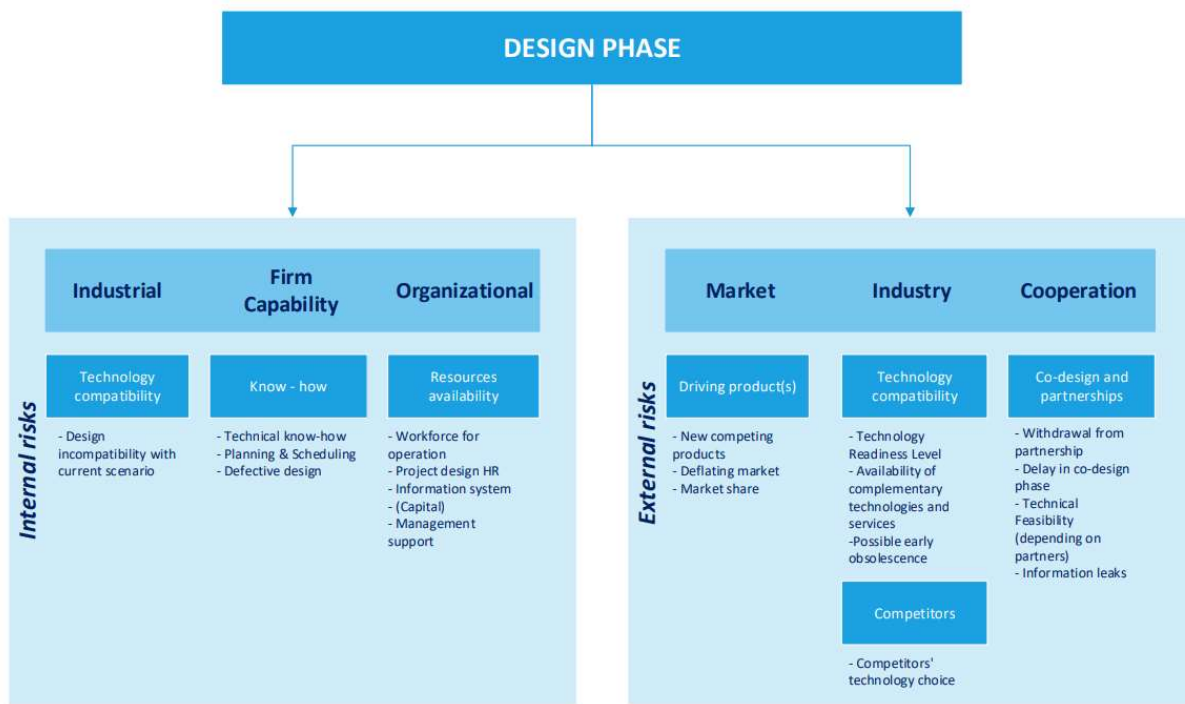 DESIGN PHASE
Internal risks
Industrial
Firm
Capability
Organizational
Technology
compatibility
- Design
incompatibility with
current scenario
Know - how
- Technical know-how
- Planning & Scheduling
- Defective design
Resources
availability
- Workforce for
operation
- Project design HR
- Information system
- (Capital)
- Management
support
External risks
Market
Industry
Cooperation
Driving product(s)
- New competing
products
- Deflating market
- Market share
Technology
compatibility
- Technology
Readiness Level
- Availability of
complementary
technologies and
services
-Possible early
obsolescence
Competitors
- Competitors'
technology choice
Co-design and
partnerships
- Withdrawal from
partnership
- Delay in co-design
phase
- Technical
Feasibility
(depending on
partners)
- Information leaks